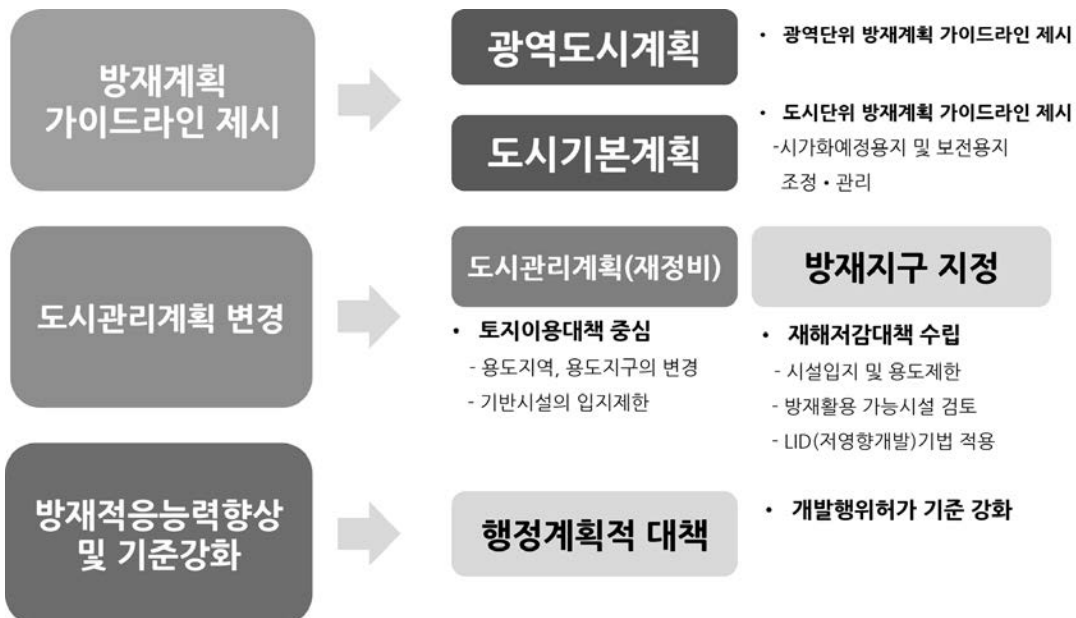 방재계획
가이드라인 제시
광역도시계획
• 광역단위 방재계획 가이드라인 제시
도시기본계획
• 도시단위 방재계획 가이드라인 제시
-시가화예정용지 및 보전용지
조정•관리
도시관리계획 변경
도시관리계획(재정비)
• 토지이용대책 중심
- 용도지역, 용도지구의 변경
- 기반시설의 입지제한
방재지구 지정
• 재해저감대책 수립
- 시설입지 및 용도제한
- 방재활용 가능시설 검토
- LID(저영향개발)기법 적용
방재적응능력향상
및 기준강화
행정계획적 대책
• 개발행위허가 기준 강화